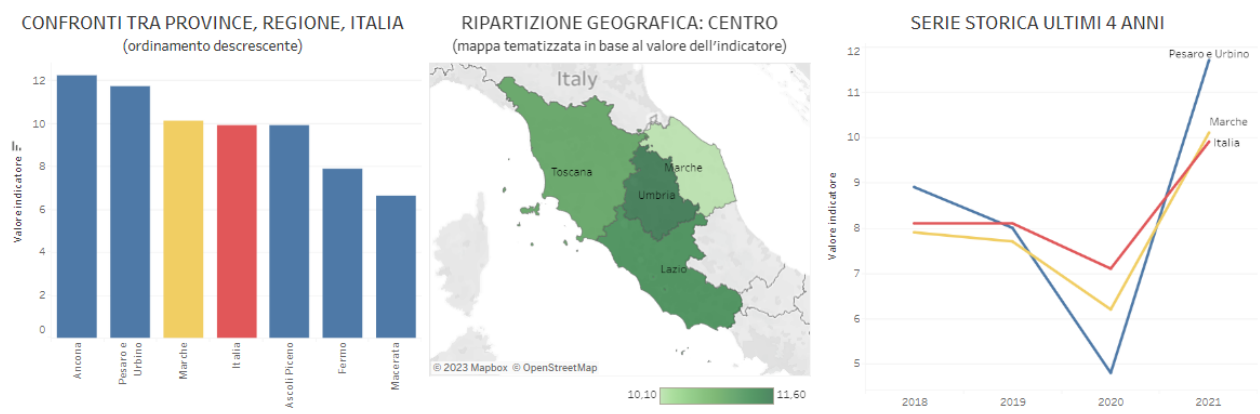 CONFRONTI TRA PROVINCE, REGIONE, ITALIA
(ordinamento descrescente)
Valore indicatore
12
10
8
6
4
2
0
Ancona
Pesaro e
Urbino
Marche
Italia
Ascoli Piceno
Fermo
Macerata
RIPARTIZIONE GEOGRAFICA: CENTRO
(mappa tematizzata in base al valore dell'indicatore)
Italy
Toscana
Marche
Umbria
Lazio
© 2023 Mapbox © OpenStreetMap
10,10
11,60
SERIE STORICA ULTIMI 4 ANNI
Valore indicatore
12
11
10
9
8
7
6
5
Pesaro e Urbino
Marche
Italia
2018
2019
2020
2021